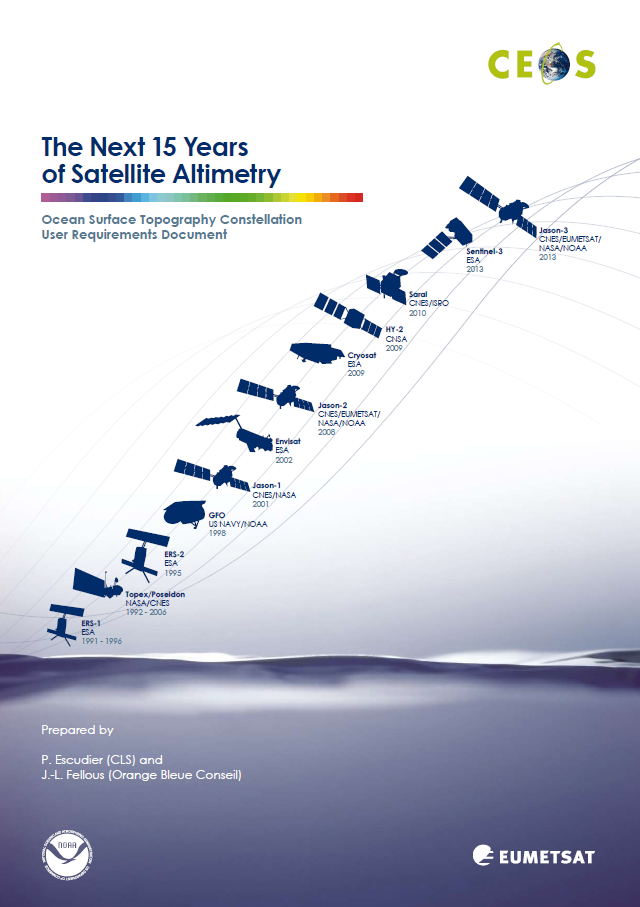 CEOS
The Next 15 Years
of Satellite Altimetry
Ocean Surface Topography Constellation
User Requirements Document
Jason-3
CNES/EUMETSAT/
NASA/NOAA
2013
Sentinel-3
ESA
2013
Saral
CNES/ISRO
2010
HY-2
CNSA
2009
Cryosat
ESA
2009
Jason-2
CNES/EUMETSAT/
NASA/NOAA
2008
Envisat
ESA
2002
Jason-1
CNES/NASA
2001
GFO
US NAVY/NOAA
1998
ERS-2
ESA
1995
Topex/Poseidon
NASA/CNES
1992 - 2006
ERS-1
ESA
1991 - 1996
Prepared by
P. Escudier (CLS) and
J.-L. Fellous (Orange Bleue Conseil)
NOAA
EUMETSAT